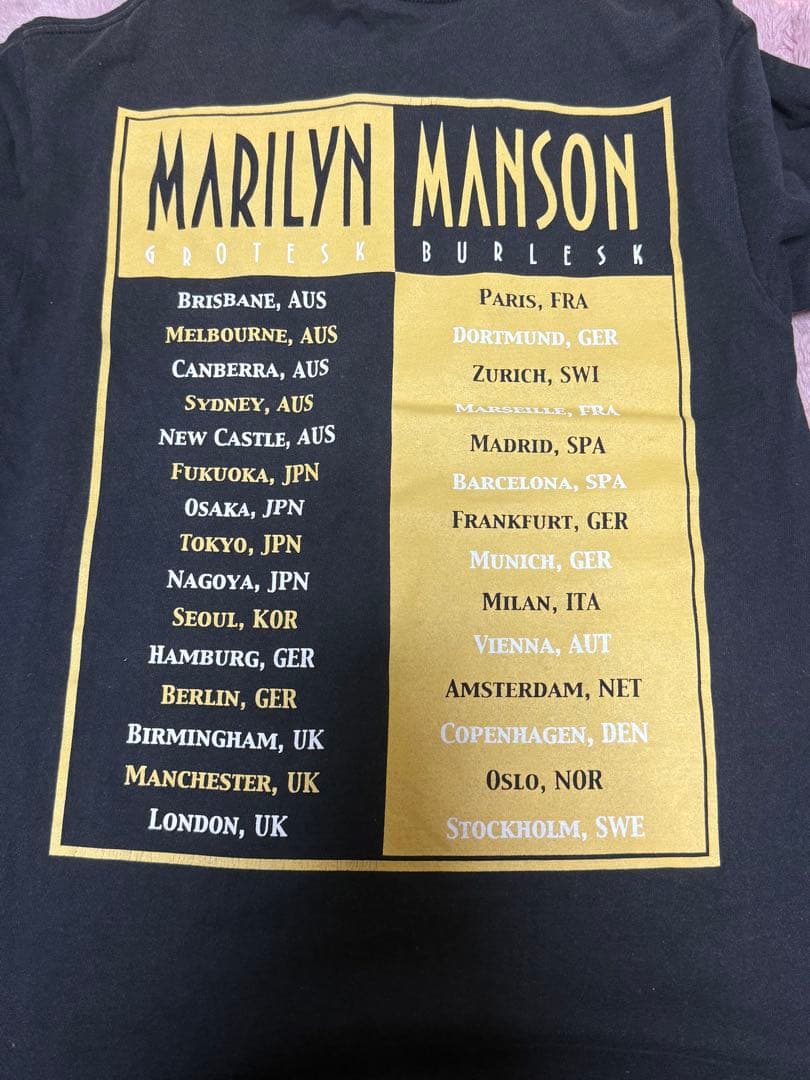 MARILYN MANSON
GROTESK BURLESK
BRISBANE, AUS
MELBOURNE, AUS
CANBERRA, AUS
SYDNEY, AUS
NEW CASTLE, AUS
FUKUOKA, JPN
OSAKA, JPN
TOKYO, JPN
NAGOYA, JPN
SEOUL, KOR
HAMBURG, GER
BERLIN, GER
BIRMINGHAM, UK
MANCHESTER, UK
LONDON, UK
PARIS, FRA
DORTMUND, GER
ZURICH, SWI
MARSEILLE, FRA
MADRID, SPA
BARCELONA, SPA
FRANKFURT, GER
MUNICH, GER
MILAN, ITA
VIENNA, AUT
AMSTERDAM, NET
COPENHAGEN, DEN
OSLO, NOR
STOCKHOLM, SWE